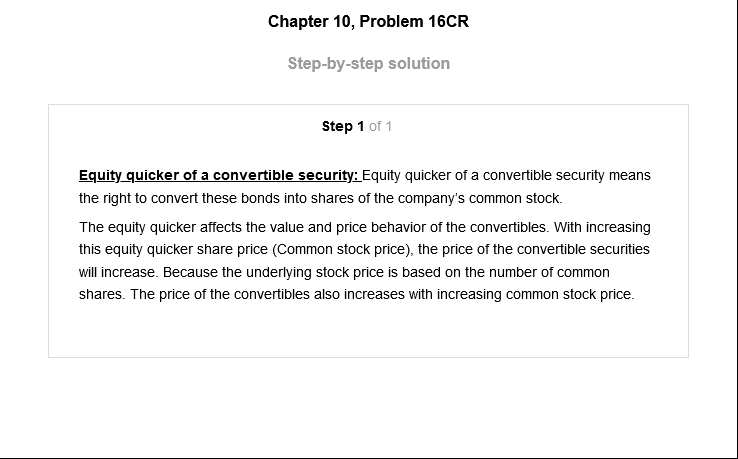 Chapter 10, Problem 16CR
Step-by-step solution
Step 1 of 1
Equity quicker of a convertible security: Equity quicker of a convertible security means
the right to convert these bonds into shares of the company's common stock.
The equity quicker affects the value and price behavior of the convertibles. With increasing
this equity quicker share price (Common stock price), the price of the convertible securities
will increase. Because the underlying stock price is based on the number of common
shares. The price of the convertibles also increases with increasing common stock price.